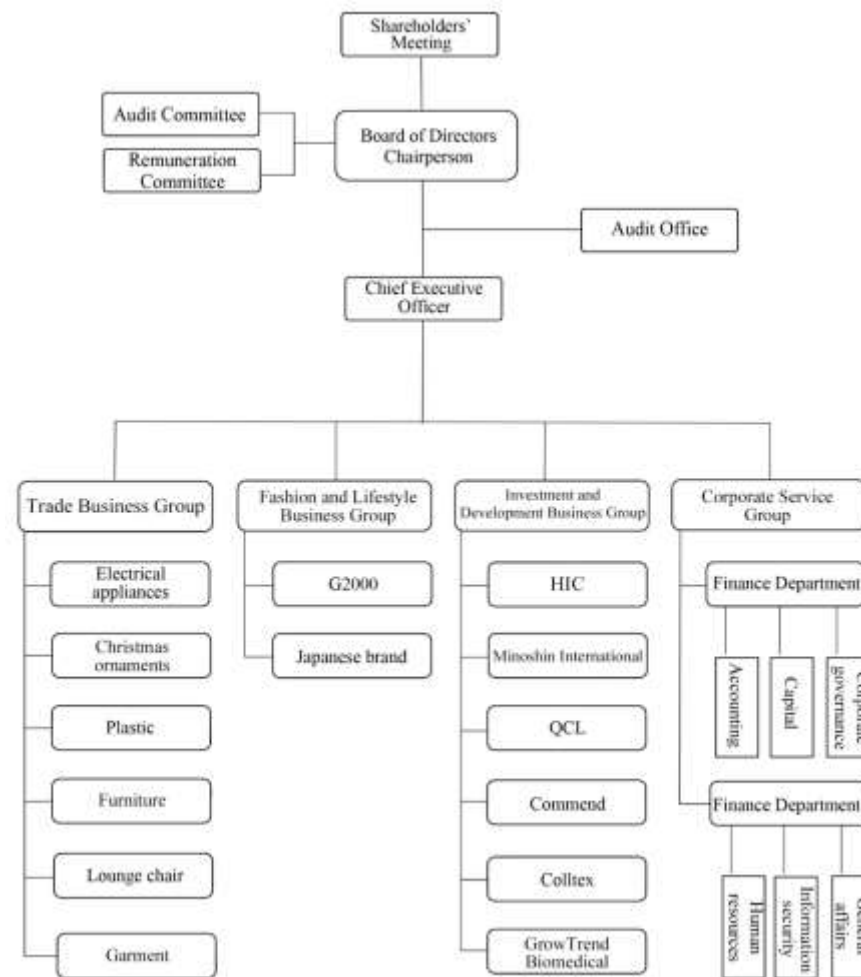 Shareholders'
Meeting
Audit Committee
Remuneration
Committee
Board of Directors
Chairperson
Audit Office
Chief Executive
Officer
Trade Business Group
Electrical
appliances
Christmas
ornaments
Plastic
Furniture
Lounge chair
Garment
Fashion and Lifestyle
Business Group
G2000
Japanese brand
Investment and
Development Business Group
HIC
Minoshin International
QCL
Commend
Colltex
GrowTrend
Biomedical
Corporate Service
Group
Finance Department
Accounting
Capital
governance
Finance Department
Human
resources
Information
security
affairs